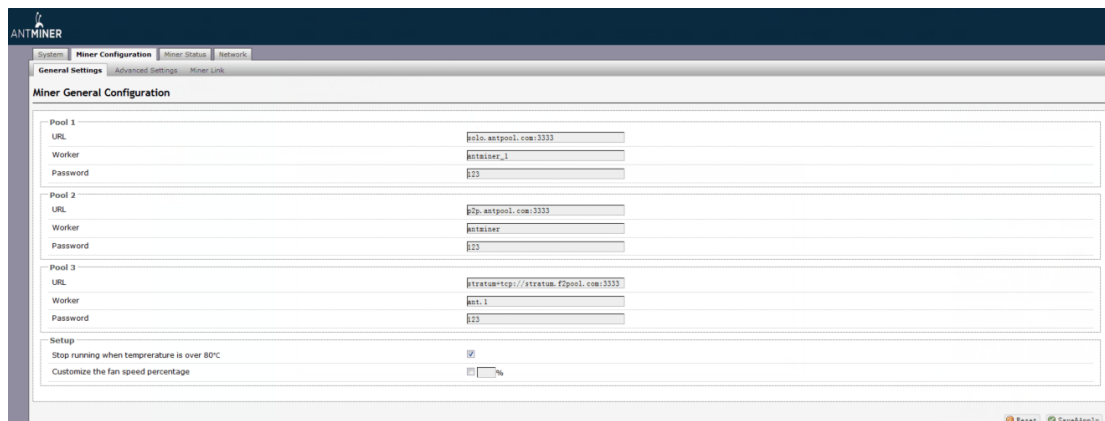 ANTMINER
System Miner Configuration Miner Status Network
General Settings Advanced Settings Miner Link
Miner General Configuration
Pool 1
URL solo.antpool.com:3333
Worker antminer_1
Password 123
Pool 2
URL p2p.antpool.com:3333
Worker antminer
Password 123
Pool 3
URL stratum+tcp://stratum.f2pool.com:3333
Worker ant.1
Password 123
Setup
Stop running when temprerature is over 80℃
Customize the fan speed percentage %
Reset Save&Apply